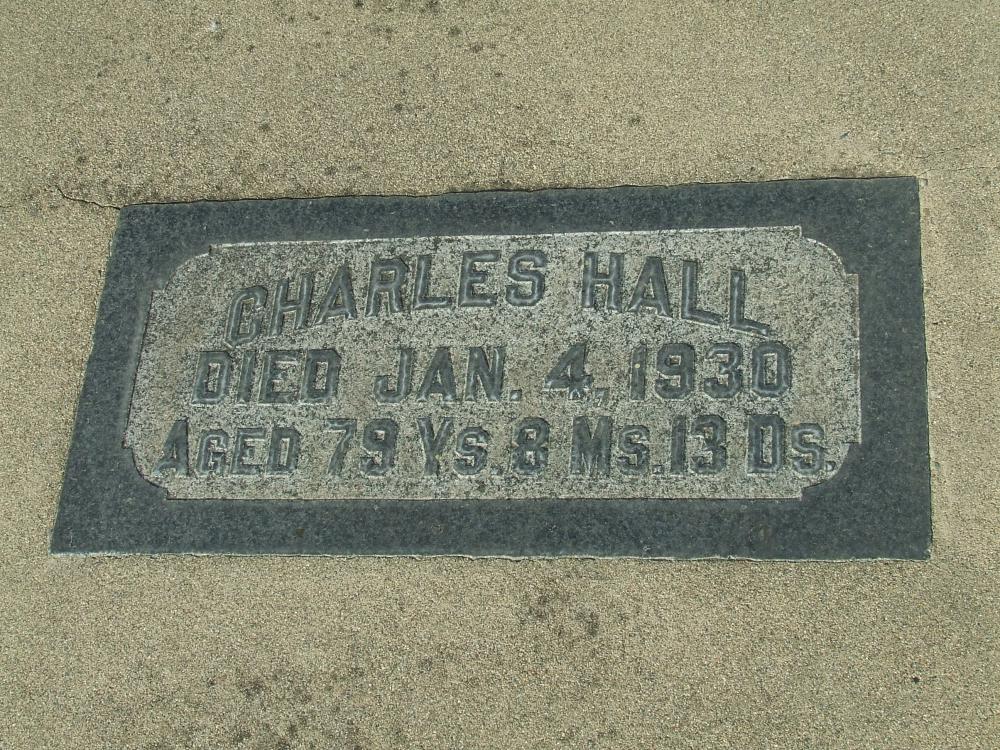 CHARLES HALL
DIED JAN. 4, 1930
AGED 79 YS. 8 MS. 13 DS.